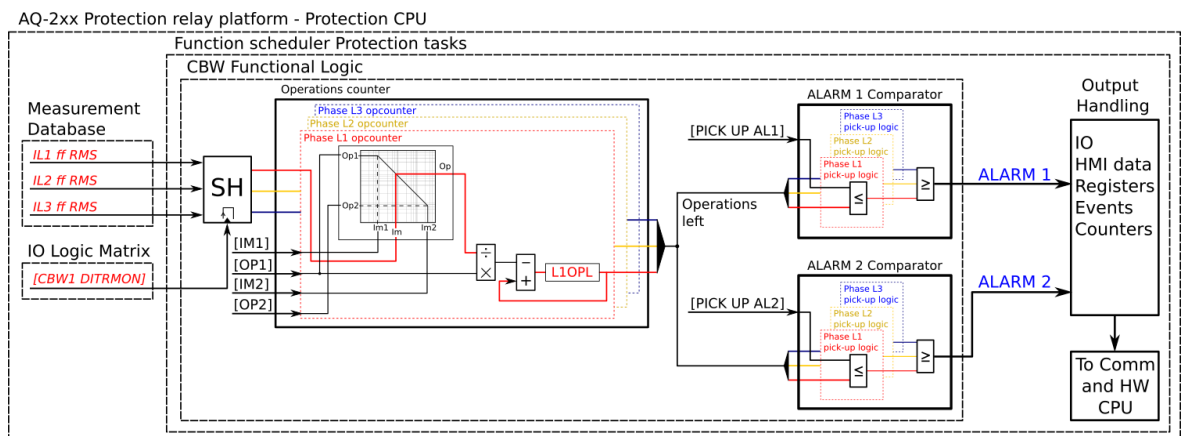 AQ-2xx Protection relay platform - Protection CPU
Function scheduler Protection tasks
CBW Functional Logic
Operations counter
Measurement
Database
IL1 ff RMS
IL2 ff RMS
IL3 ff RMS
IO Logic Matrix
[CBW1 DITRMON]
SH
Phase L3 opcounter
Phase L2 opcounter
Phase L1 opcounter
Op1
Op
Op2
Im1
Im
Im2
[IM1]
[OP1]
[IM2]
[OP2]
÷
×
−
+
L1OPL
Operations
left
ALARM 1 Comparator
[PICK UP AL1]
Phase L3
pick-up logic
Phase L2
pick-up logic
Phase L1
pick-up logic
≤
≥
ALARM 1
ALARM 2 Comparator
[PICK UP AL2]
Phase L3
pick-up logic
Phase L2
pick-up logic
Phase L1
pick-up logic
≤
≥
ALARM 2
Output
Handling
IO
HMI data
Registers
Events
Counters
To Comm
and HW
CPU